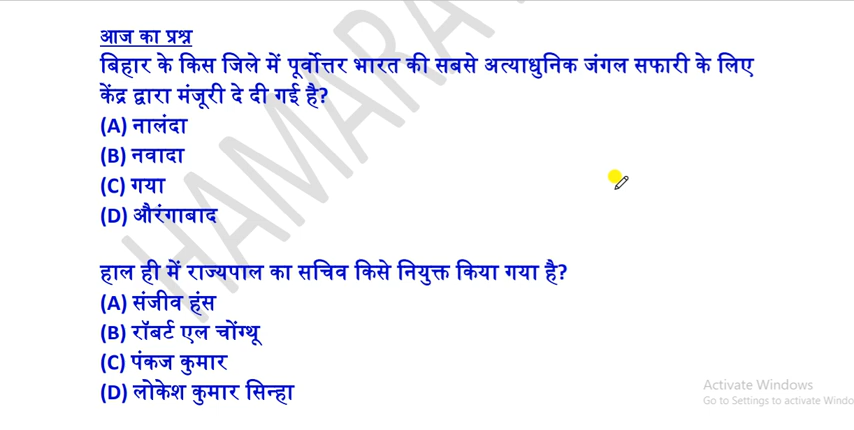 आज का प्रश्न
बिहार के किस जिले में पूर्वोत्तर भारत की सबसे अत्याधुनिक जंगल सफारी के लिए
केंद्र द्वारा मंजूरी दे दी गई है?
(A) नालंदा
(B) नवादा
(C) गया
(D) औरंगाबाद
हाल ही में राज्यपाल का सचिव किसे नियुक्त किया गया है?
(A) संजीव हंस
(B) रॉबर्ट एल चोंग्थू
(C) पंकज कुमार
(D) लोकेश कुमार सिन्हा
Activate Windows
Go to Settings to activate Windo